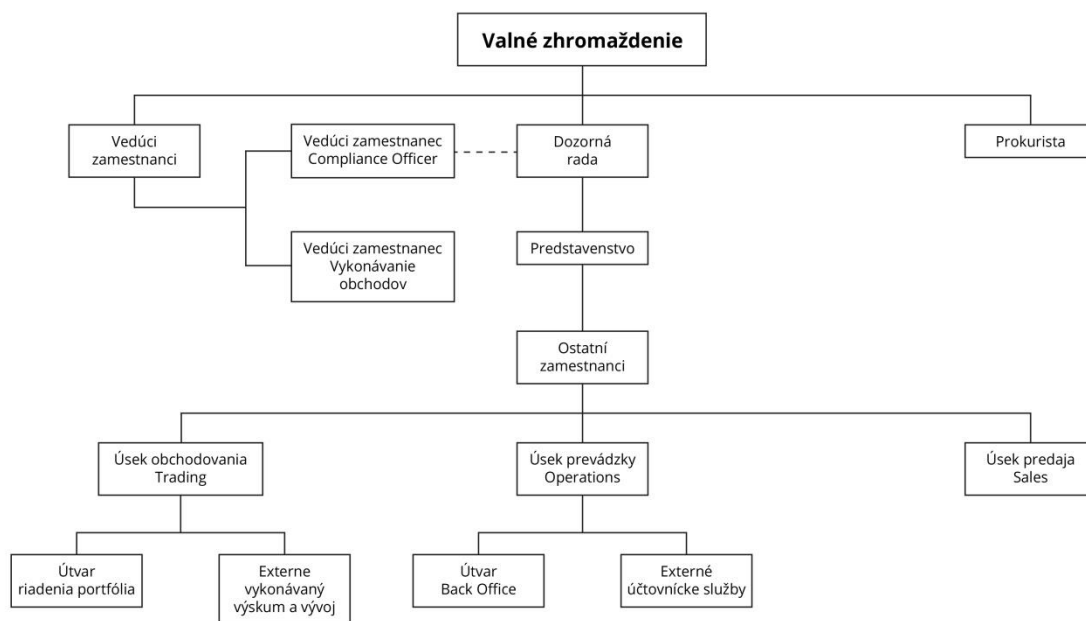 Valné zhromaždenie
Vedúci
zamestnanci
Vedúci zamestnanec
Compliance Officer
Dozorná
rada
Prokurista
Vedúci zamestnanec
Vykonávanie
obchodov
Predstavenstvo
Ostatní
zamestnanci
Úsek obchodovania
Trading
Úsek prevádzky
Operations
Úsek predaja
Sales
Útvar
riadenia portfólia
Externe
vykonávaný
výskum a vývoj
Útvar
Back Office
Externé
účtovnícke služby